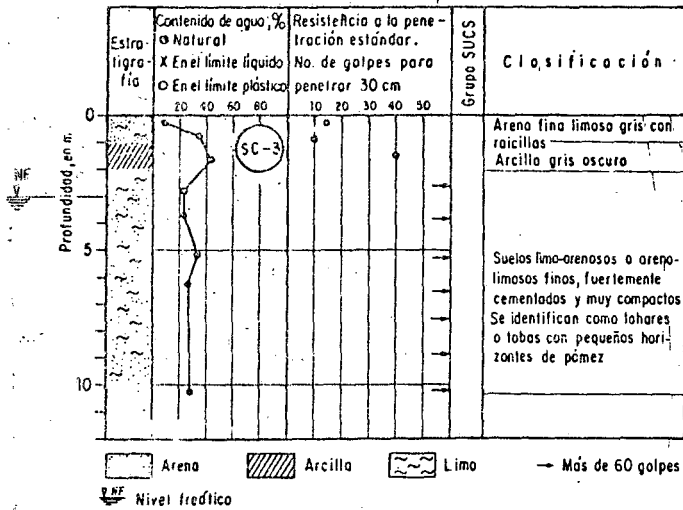 Estra-
tigra-
fía
Contenido de agua, %
Natural
X En el límite líquido
O En el límite plástico
20 40 60 80
Resistencia a la pene-
tración estándar.
No. de golpes para
penetrar 30 cm
10 20 30 40 50
Grupo SUCS
Clasificación
Profundidad, en m.
0
5
10
NF
SC-3
Arena fina limosa gris con
raicillas
Arcilla gris oscura
Suelos limo-arenosos o areno-
limosos finos, fuertemente
cementados y muy compactos
Se identifican como lahares
o tobas con pequeños hori-
zontes de pómez
Arena
Arcilla
Limo
→ Más de 60 golpes
NF
Nivel freático